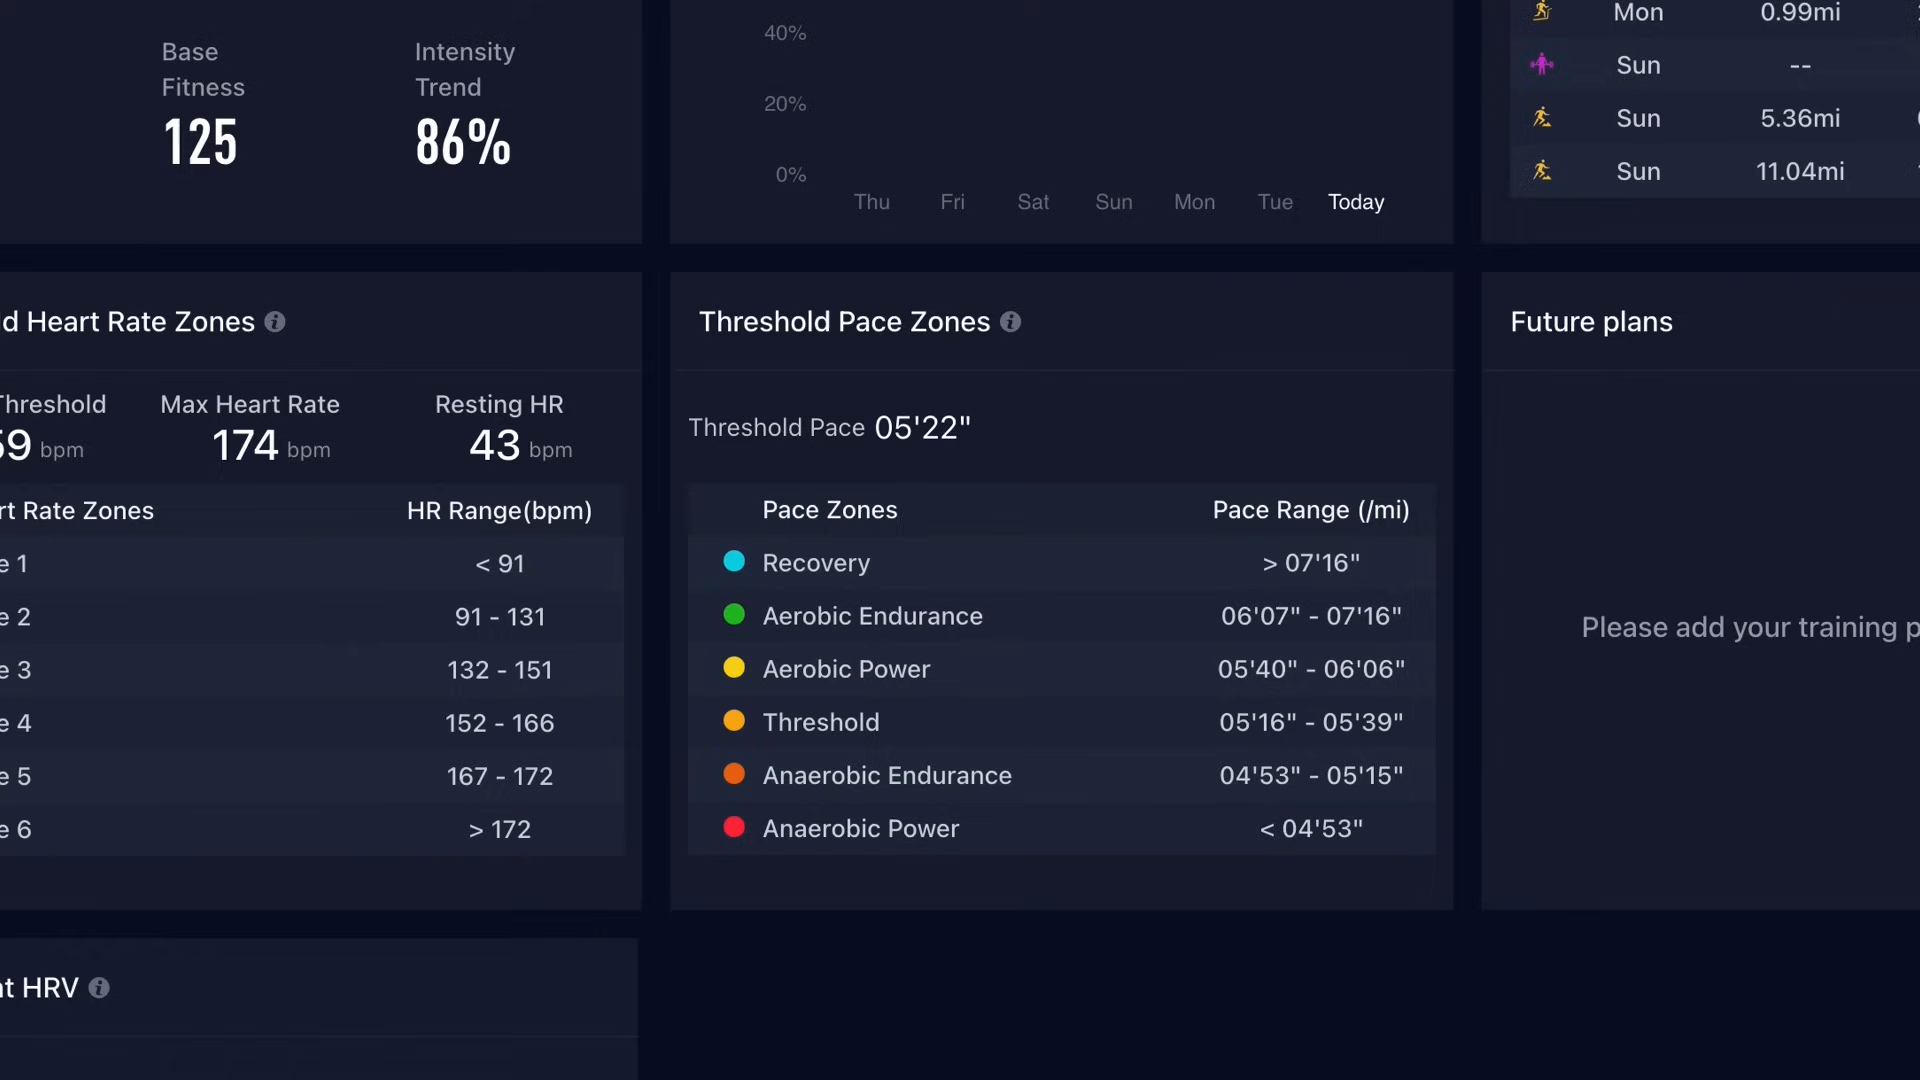 Base
Fitness
125
Intensity
Trend
86%
40%
20%
0%
Thu Fri Sat Sun Mon Tue Today
Mon 0.99mi
Sun --
Sun 5.36mi
Sun 11.04mi
d Heart Rate Zones
Threshold Max Heart Rate Resting HR
59 bpm 174 bpm 43 bpm
rt Rate Zones HR Range(bpm)
e 1 < 91
e 2 91 - 131
e 3 132 - 151
e 4 152 - 166
e 5 167 - 172
e 6 > 172
Threshold Pace Zones
Threshold Pace 05'22"
Pace Zones Pace Range (/mi)
Recovery > 07'16"
Aerobic Endurance 06'07" - 07'16"
Aerobic Power 05'40" - 06'06"
Threshold 05'16" - 05'39"
Anaerobic Endurance 04'53" - 05'15"
Anaerobic Power < 04'53"
Future plans
Please add your training p
nt HRV